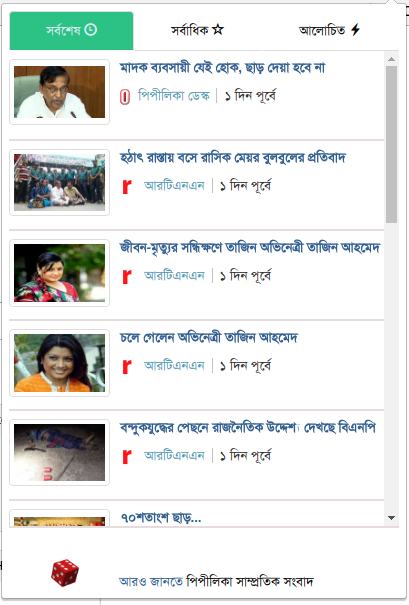 সর্বশেষ সর্বাধিক আলোচিত
মাদক ব্যবসায়ী যেই হোক, ছাড় দেয়া হবে না
পিপীলিকা ডেস্ক | ১ দিন পূর্বে
হঠাৎ রাস্তায় বসে রাসিক মেয়র বুলবুলের প্রতিবাদ
r আরটিএনএন | ১ দিন পূর্বে
জীবন-মৃত্যুর সন্ধিক্ষণে তাজিন অভিনেত্রী তাজিন আহমেদ
r আরটিএনএন | ১ দিন পূর্বে
চলে গেলেন অভিনেত্রী তাজিন আহমেদ
r আরটিএনএন | ১ দিন পূর্বে
বন্দুকযুদ্ধের পেছনে রাজনৈতিক উদ্দেশ্য দেখছে বিএনপি
r আরটিএনএন | ১ দিন পূর্বে
৭০শতাংশ ছাড়...
আরও জানতে পিপীলিকা সাম্প্রতিক সংবাদ